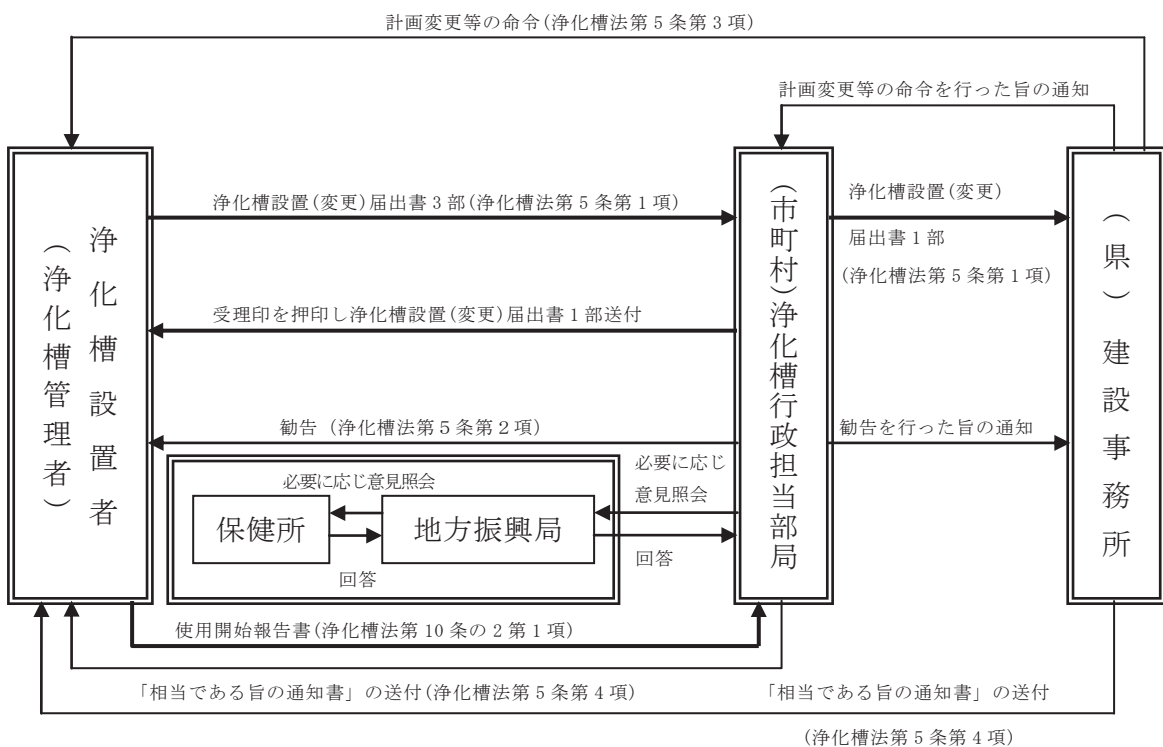 計画変更等の命令(浄化槽法第5条第3項)
計画変更等の命令を行った旨の通知
浄化槽設置者
(浄化槽管理者)
浄化槽設置(変更)届出書3部(浄化槽法第5条第1項)
(市町村)浄化槽行政担当部局
浄化槽設置(変更)
届出書1部
(浄化槽法第5条第1項)
(県)建設事務所
受理印を押印し浄化槽設置(変更)届出書1部送付
勧告(浄化槽法第5条第2項)
勧告を行った旨の通知
必要に応じ意見照会
保健所
地方振興局
回答
必要に応じ
意見照会
回答
使用開始報告書(浄化槽法第10条の2第1項)
「相当である旨の通知書」の送付(浄化槽法第5条第4項)
「相当である旨の通知書」の送付
(浄化槽法第5条第4項)